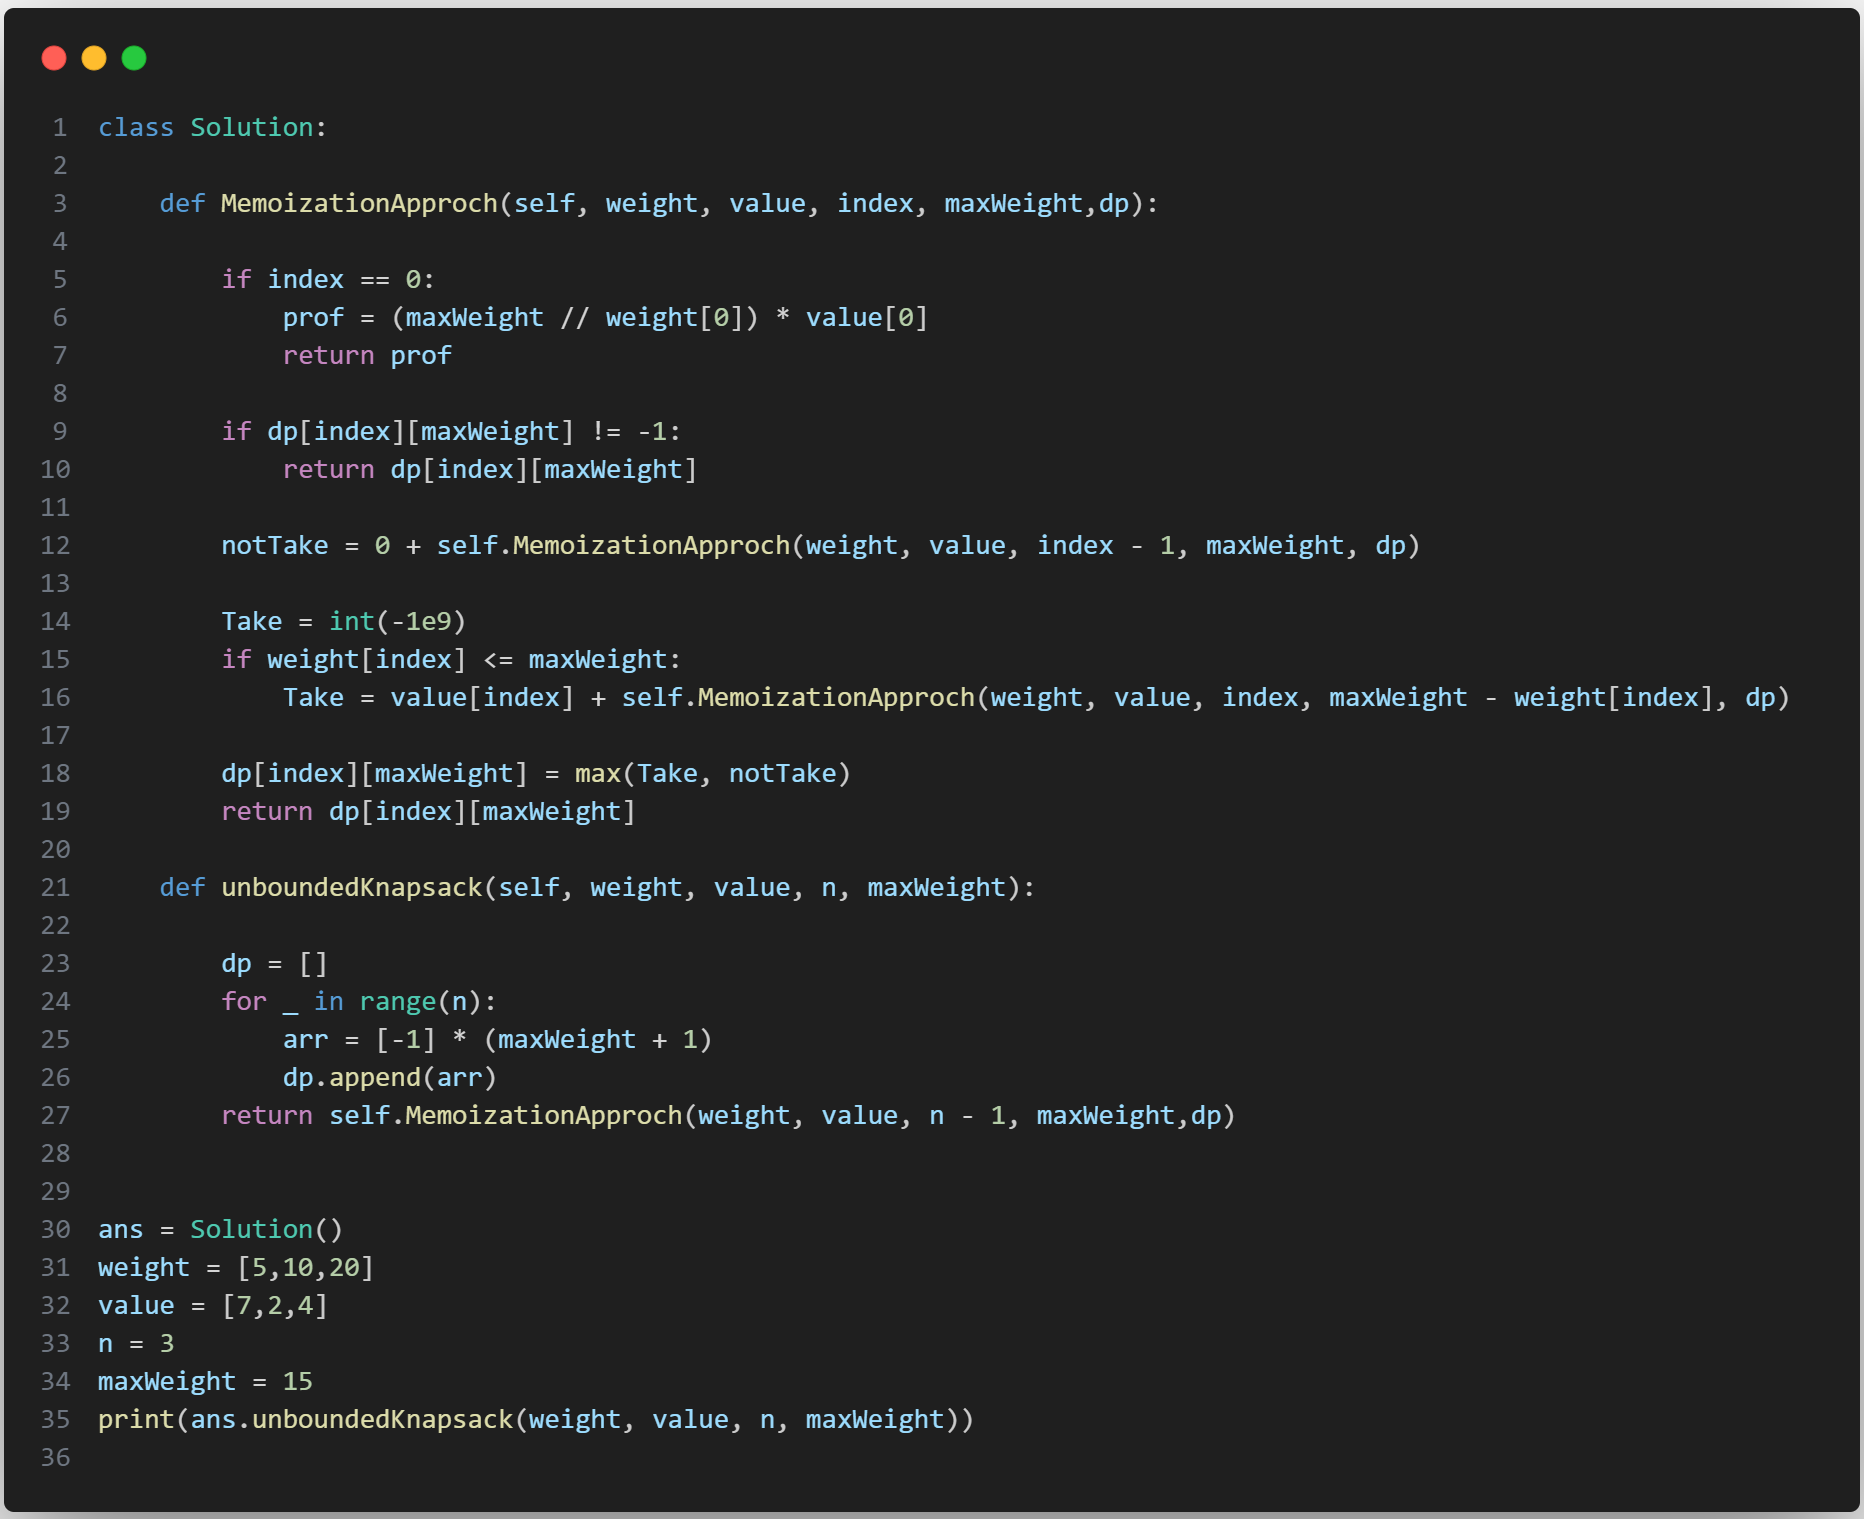 1 class Solution:
2
3     def MemoizationApproch(self, weight, value, index, maxWeight,dp):
4
5         if index == 0:
6             prof = (maxWeight // weight[0]) * value[0]
7             return prof
8
9         if dp[index][maxWeight] != -1:
10             return dp[index][maxWeight]
11
12         notTake = 0 + self.MemoizationApproch(weight, value, index - 1, maxWeight, dp)
13
14         Take = int(-1e9)
15         if weight[index] <= maxWeight:
16             Take = value[index] + self.MemoizationApproch(weight, value, index, maxWeight - weight[index], dp)
17
18         dp[index][maxWeight] = max(Take, notTake)
19         return dp[index][maxWeight]
20
21     def unboundedKnapsack(self, weight, value, n, maxWeight):
22
23         dp = []
24         for _ in range(n):
25             arr = [-1] * (maxWeight + 1)
26             dp.append(arr)
27         return self.MemoizationApproch(weight, value, n - 1, maxWeight,dp)
28
29
30 ans = Solution()
31 weight = [5,10,20]
32 value = [7,2,4]
33 n = 3
34 maxWeight = 15
35 print(ans.unboundedKnapsack(weight, value, n, maxWeight))
36